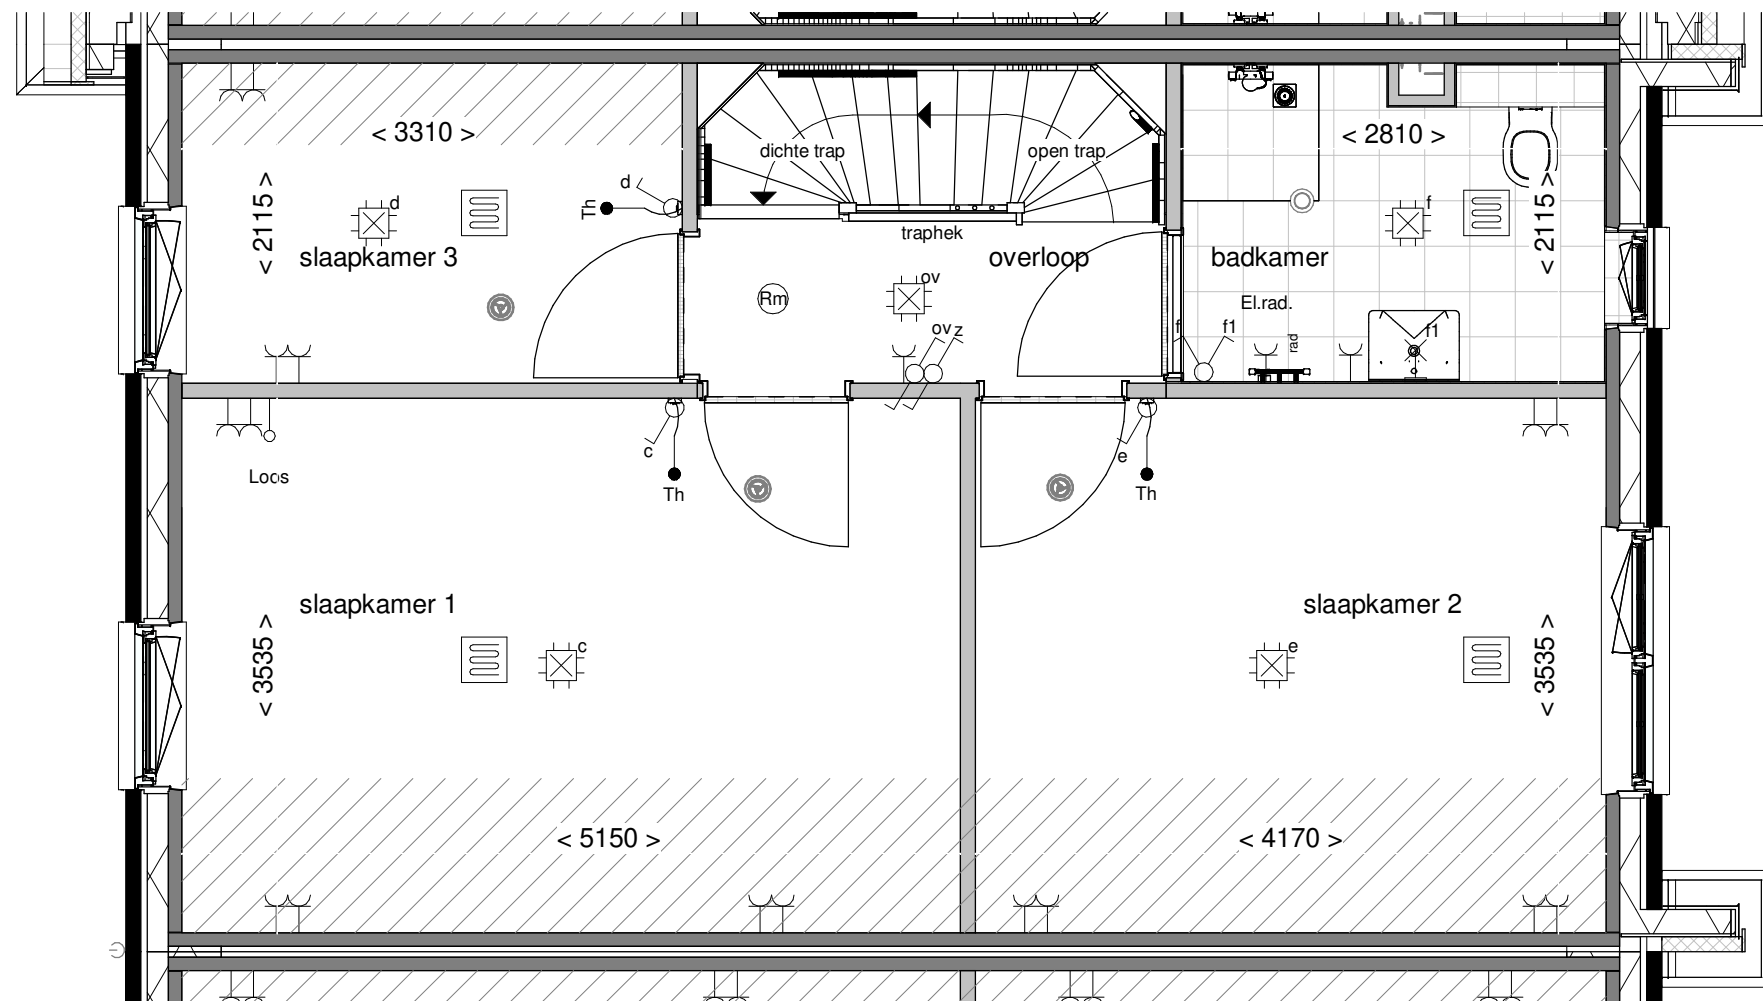 < 3310 >
< 2810 >
dichte trap
open trap
d
Th
d
f
< 2115 >
< 2115 >
traphek
slaapkamer 3
overloop
badkamer
ov
Rm
El.rad.
ov z
f
f1
rad
f1
c
e
Loos
Th
Th
slaapkamer 1
slaapkamer 2
c
e
< 3535 >
< 3535 >
< 5150 >
< 4170 >